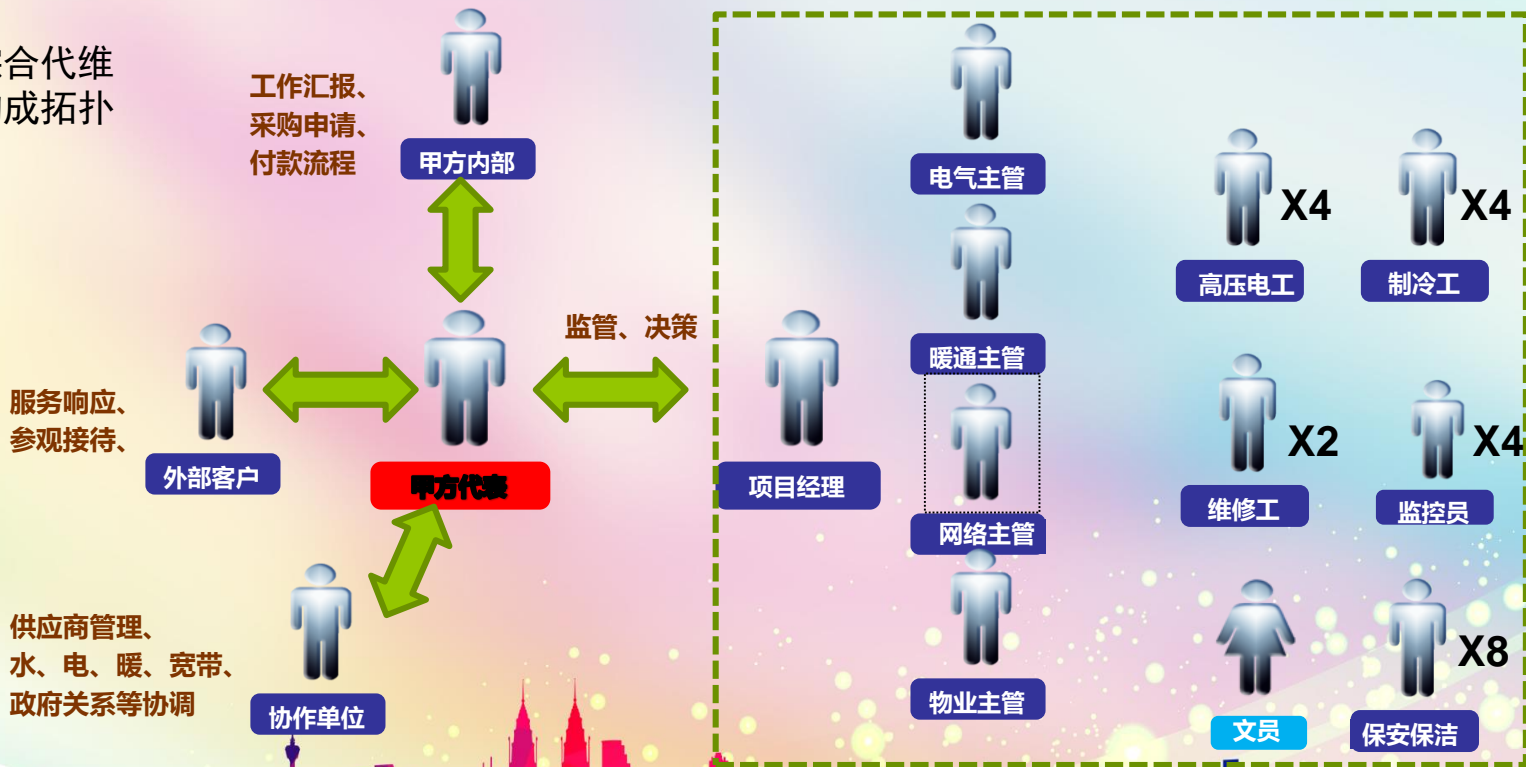 合代维
成拓扑
工作汇报、
采购申请、
付款流程
甲方内部
监管、决策
服务响应、
参观接待、
外部客户
甲方代表
供应商管理、
水、电、暖、宽带、
政府关系等协调
协作单位
项目经理
电气主管
暖通主管
网络主管
物业主管
X4
高压电工
X4
制冷工
X2
维修工
X4
监控员
文员
X8
保安保洁